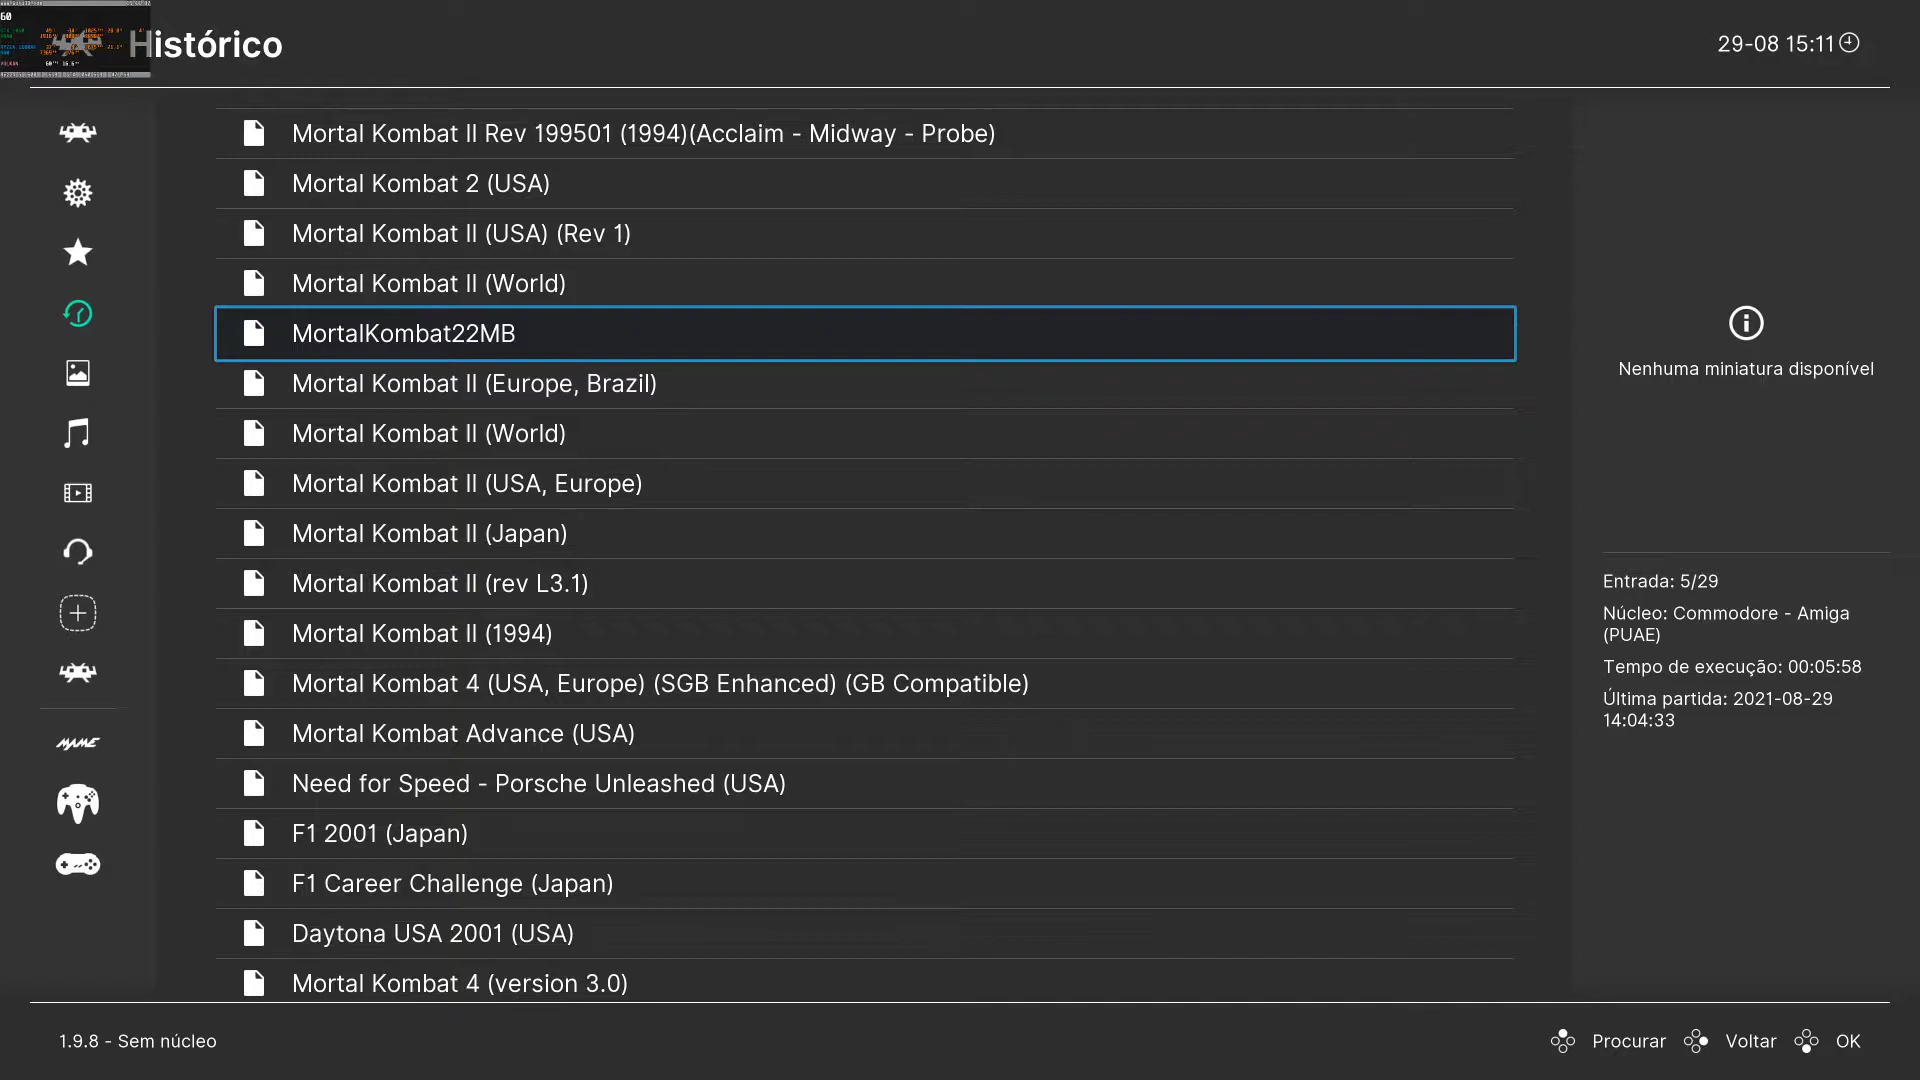 Histórico
29-08 15:11
Mortal Kombat II Rev 199501 (1994)(Acclaim - Midway - Probe)
Mortal Kombat 2 (USA)
Mortal Kombat II (USA) (Rev 1)
Mortal Kombat II (World)
MortalKombat22MB
Mortal Kombat II (Europe, Brazil)
Mortal Kombat II (World)
Mortal Kombat II (USA, Europe)
Mortal Kombat II (Japan)
Mortal Kombat II (rev L3.1)
Mortal Kombat II (1994)
Mortal Kombat 4 (USA, Europe) (SGB Enhanced) (GB Compatible)
Mortal Kombat Advance (USA)
Need for Speed - Porsche Unleashed (USA)
F1 2001 (Japan)
F1 Career Challenge (Japan)
Daytona USA 2001 (USA)
Mortal Kombat 4 (version 3.0)
MAME
Nenhuma miniatura disponível
Entrada: 5/29
Núcleo: Commodore - Amiga
(PUAE)
Tempo de execução: 00:05:58
Última partida: 2021-08-29
14:04:33
1.9.8 - Sem núcleo
Procurar
Voltar
OK